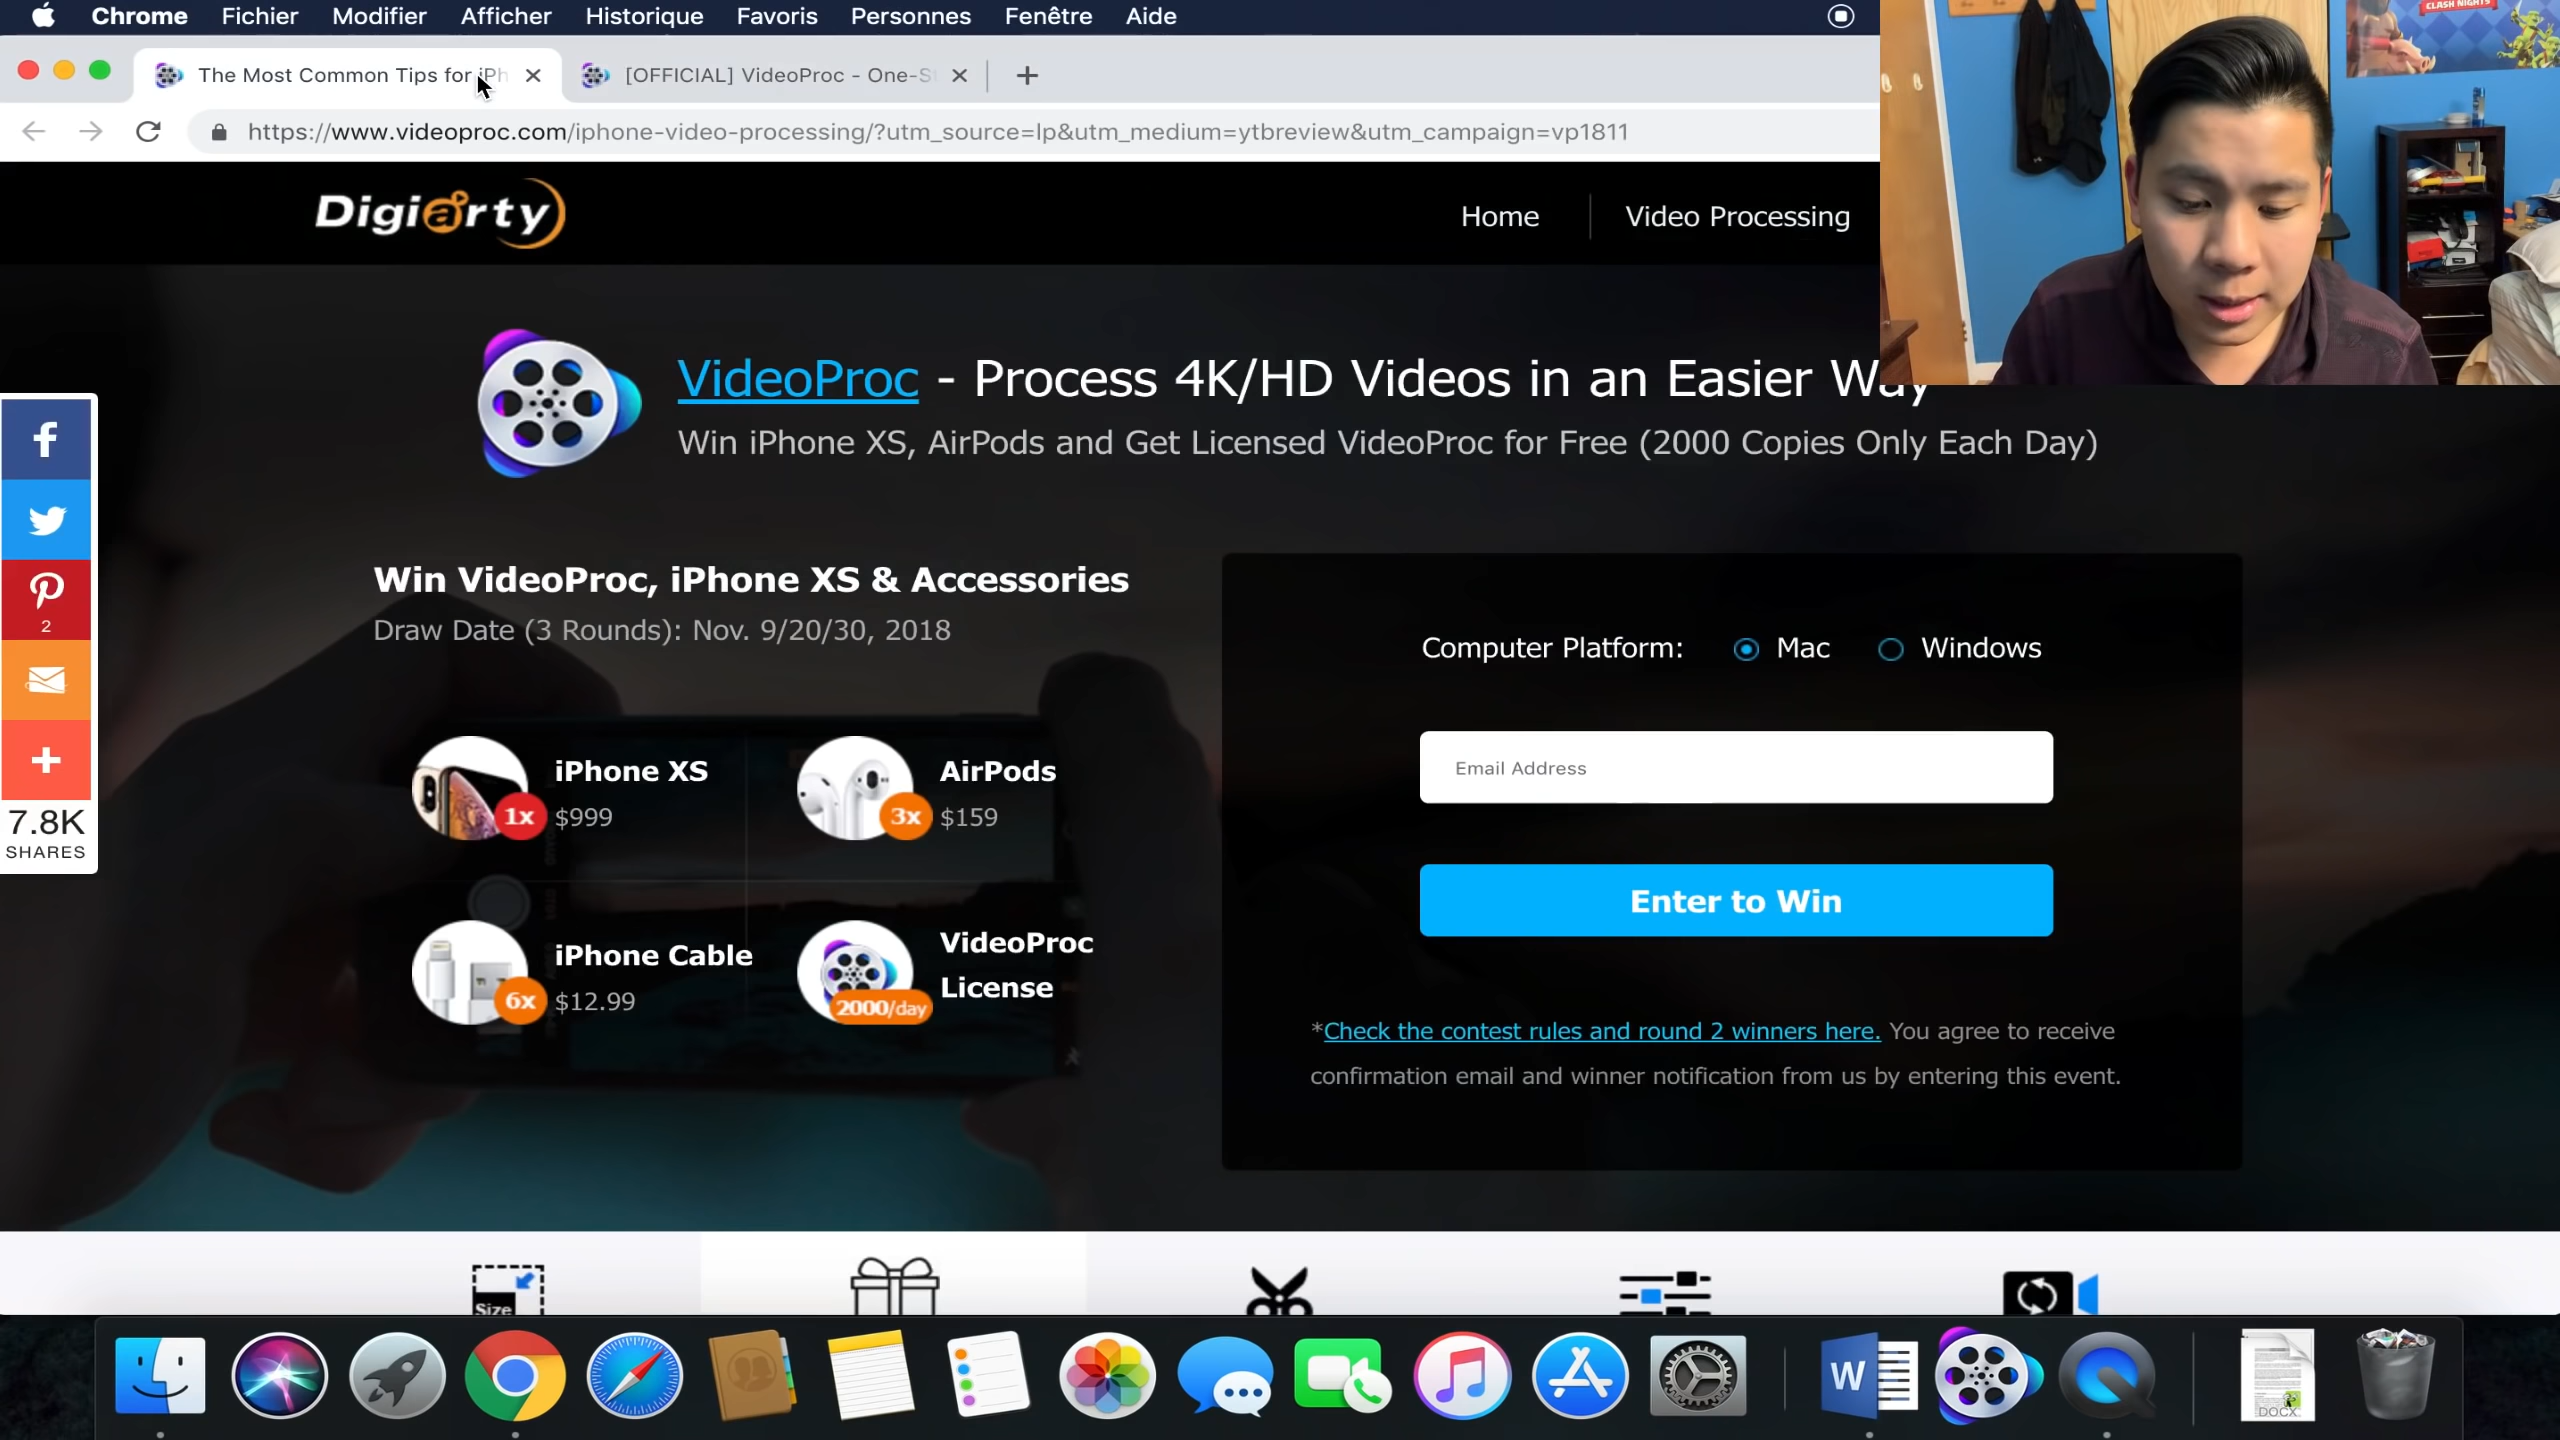 Chrome Fichier Modifier Afficher Historique Favoris Personnes Fenêtre Aide
The Most Common Tips for iPh
[OFFICIAL] VideoProc - One-S
https://www.videoproc.com/iphone-video-processing/?utm_source=lp&utm_medium=ytbreview&utm_campaign=vp1811
CLASH NIGHTS
Digiarty
Home
Video Processing
VideoProc - Process 4K/HD Videos in an Easier Way
Win iPhone XS, AirPods and Get Licensed VideoProc for Free (2000 Copies Only Each Day)
2
7.8K
SHARES
Win VideoProc, iPhone XS & Accessories
Draw Date (3 Rounds): Nov. 9/20/30, 2018
iPhone XS
1x
$999
AirPods
3x
$159
iPhone Cable
6x
$12.99
VideoProc
License
2000/day
Computer Platform: Mac Windows
Email Address
Enter to Win
*Check the contest rules and round 2 winners here. You agree to receive
confirmation email and winner notification from us by entering this event.
Size
W
DOCX